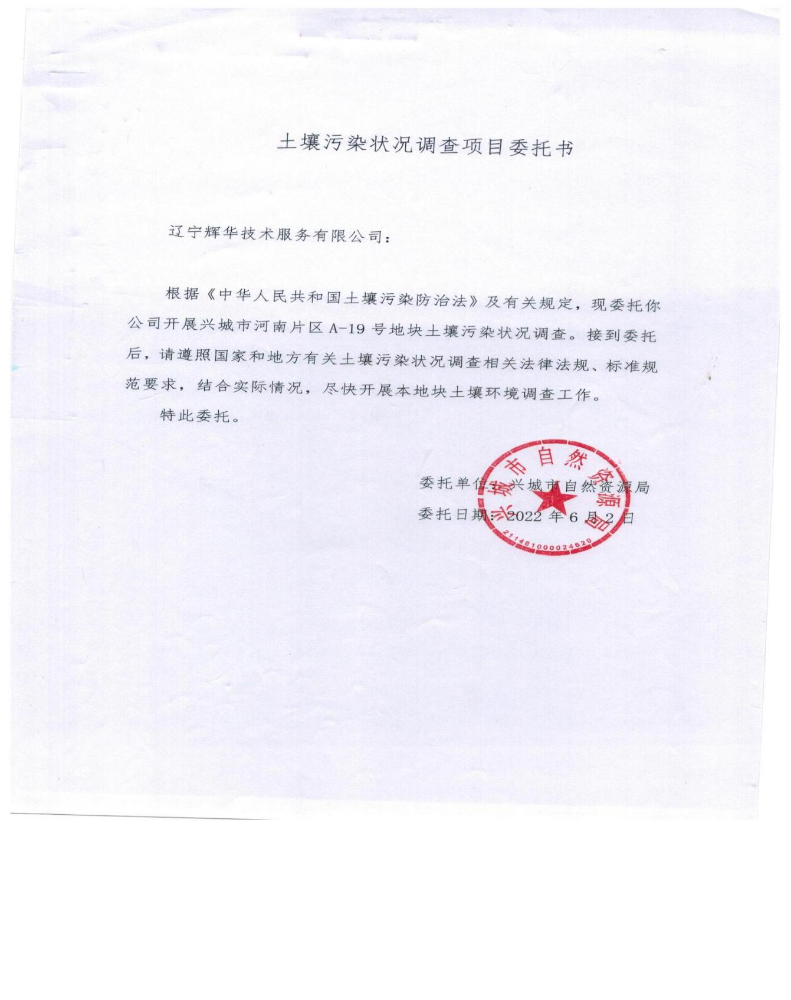 土壤污染状况调查项目委托书
辽宁辉华技术服务有限公司：
根据《中华人民共和国土壤污染防治法》及有关规定，现委托你
公司开展兴城市河南片区 A-19 号地块土壤污染状况调查。接到委托
后，请遵照国家和地方有关土壤污染状况调查相关法律法规、标准规
范要求，结合实际情况，尽快开展本地块土壤环境调查工作。
特此委托。
兴城市自然资源局
委托单位：兴城市自然资源局
委托日期：2022 年 6 月 2 日
211481000024620